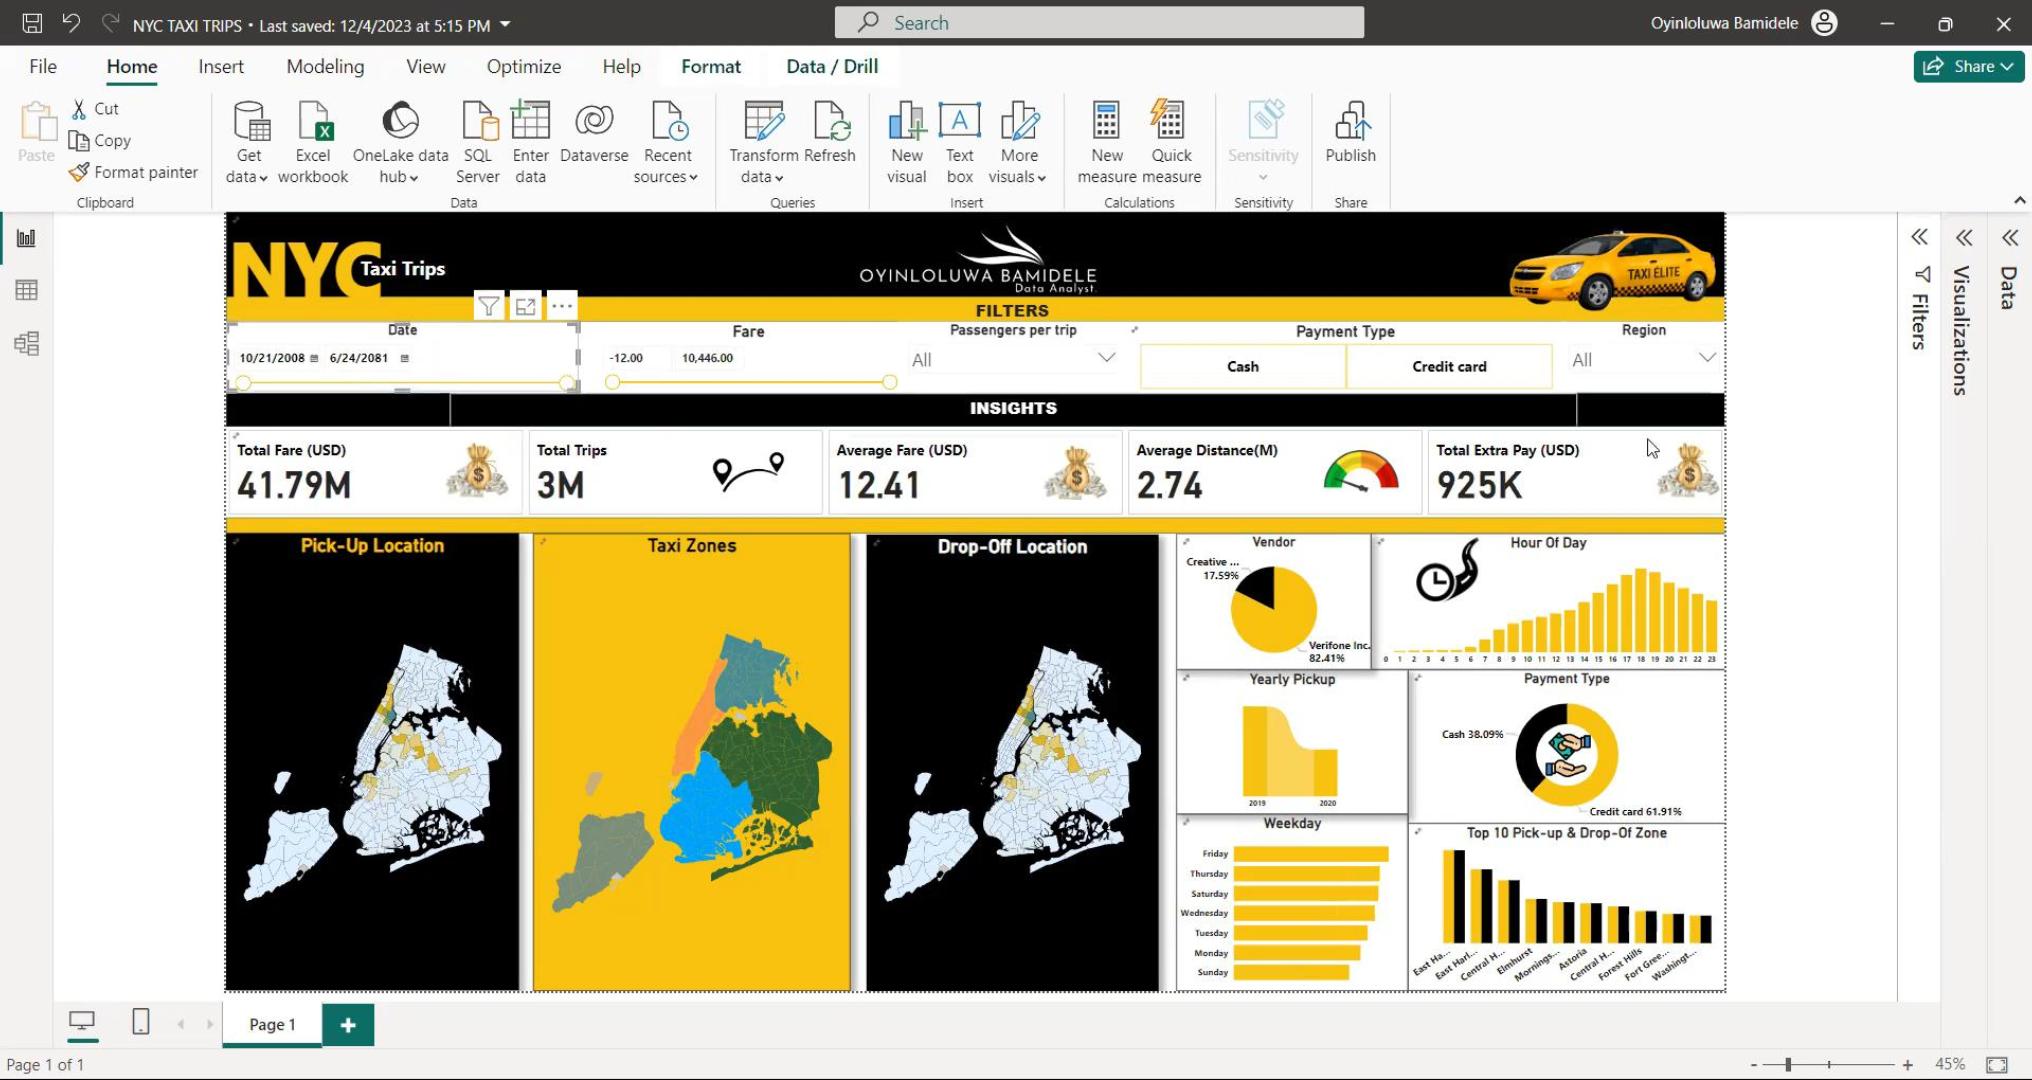 NYC TAXI TRIPS • Last saved: 12/4/2023 at 5:15 PM
Search
Oyinloluwa Bamidele
File Home Insert Modeling View Optimize Help Format Data / Drill
Share
Paste
Cut
Copy
Format painter
Clipboard
Get data
Excel workbook
OneLake data hub
SQL Server
Enter data
Dataverse
Recent sources
Data
Transform data
Refresh
Queries
New visual
Text box
More visuals
Insert
New measure
Quick measure
Calculations
Sensitivity
Sensitivity
Publish
Share
NYC Taxi Trips
OYINLOLUWA BAMIDELE
Data Analyst.
TAXI ELITE
FILTERS
Date
10/21/2008 6/24/2081
Fare
-12.00 10,446.00
Passengers per trip
All
Payment Type
Cash Credit card
Region
All
INSIGHTS
Total Fare (USD)
41.79M
Total Trips
3M
Average Fare (USD)
12.41
Average Distance(M)
2.74
Total Extra Pay (USD)
925K
Pick-Up Location
Taxi Zones
Drop-Off Location
Vendor
Creative ...
17.59%
Verifone Inc.
82.41%
Hour Of Day
0 1 2 3 4 5 6 7 8 9 10 11 12 13 14 15 16 17 18 19 20 21 22 23
Yearly Pickup
2019 2020
Payment Type
Cash 38.09%
Credit card 61.91%
Weekday
Friday
Thursday
Saturday
Wednesday
Tuesday
Monday
Sunday
Top 10 Pick-up & Drop-Of Zone
East Ha...
East Harl...
Central H...
Elmhurst
Mornings...
Astoria
Central H...
Forest Hills
Fort Gree...
Washingt...
Filters
Visualizations
Data
Page 1
+
Page 1 of 1
- + 45%